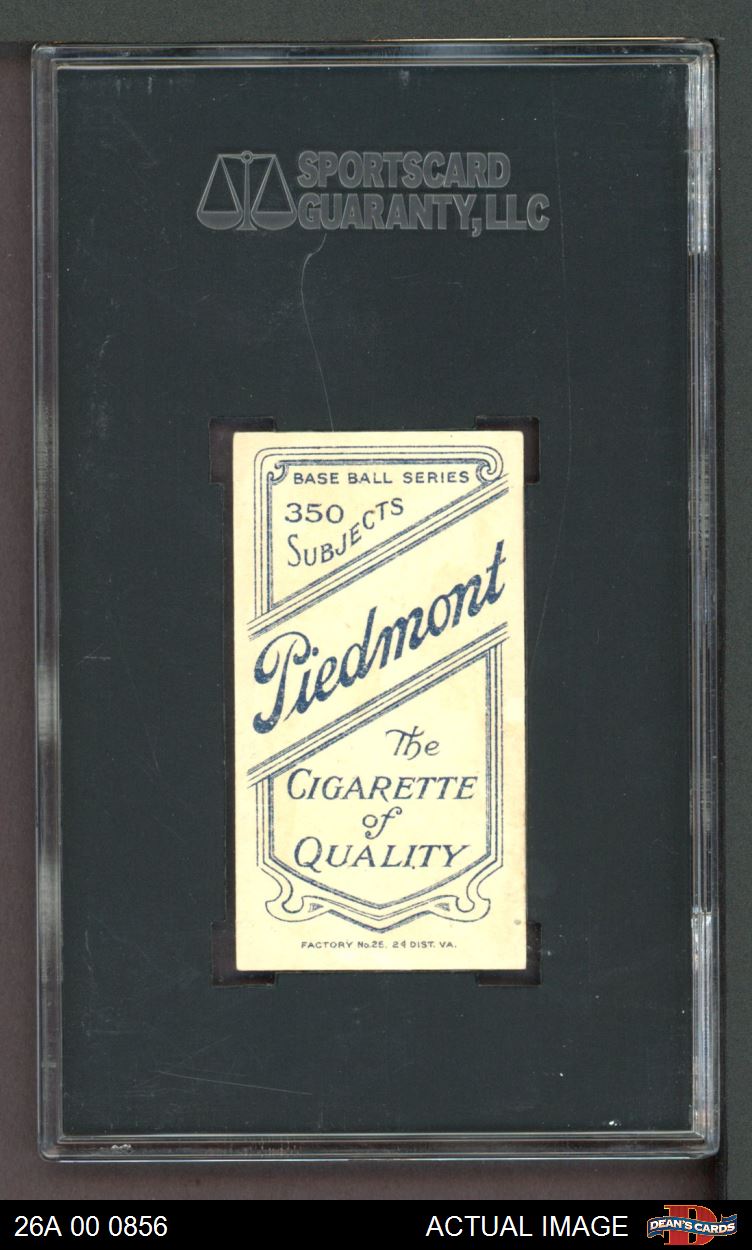 SPORTSCARD
GUARANTY, LLC
BASE BALL SERIES
350
SUBJECTS
Piedmont
The
CIGARETTE
of
QUALITY
FACTORY No. 25. 2d DIST. VA.
26A 00 0856
ACTUAL IMAGE
DEAN'S CARDS